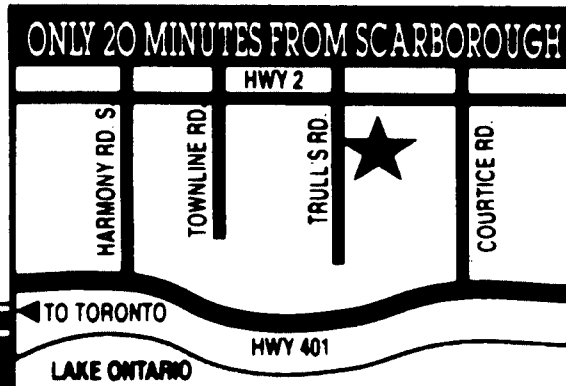 ONLY 20 MINUTES FROM SCARBOROUGH
HWY 2
HARMONY RD. S.
TOWNLINE RD.
TRULL'S RD.
COURTICE RD.
TO TORONTO
HWY 401
LAKE ONTARIO